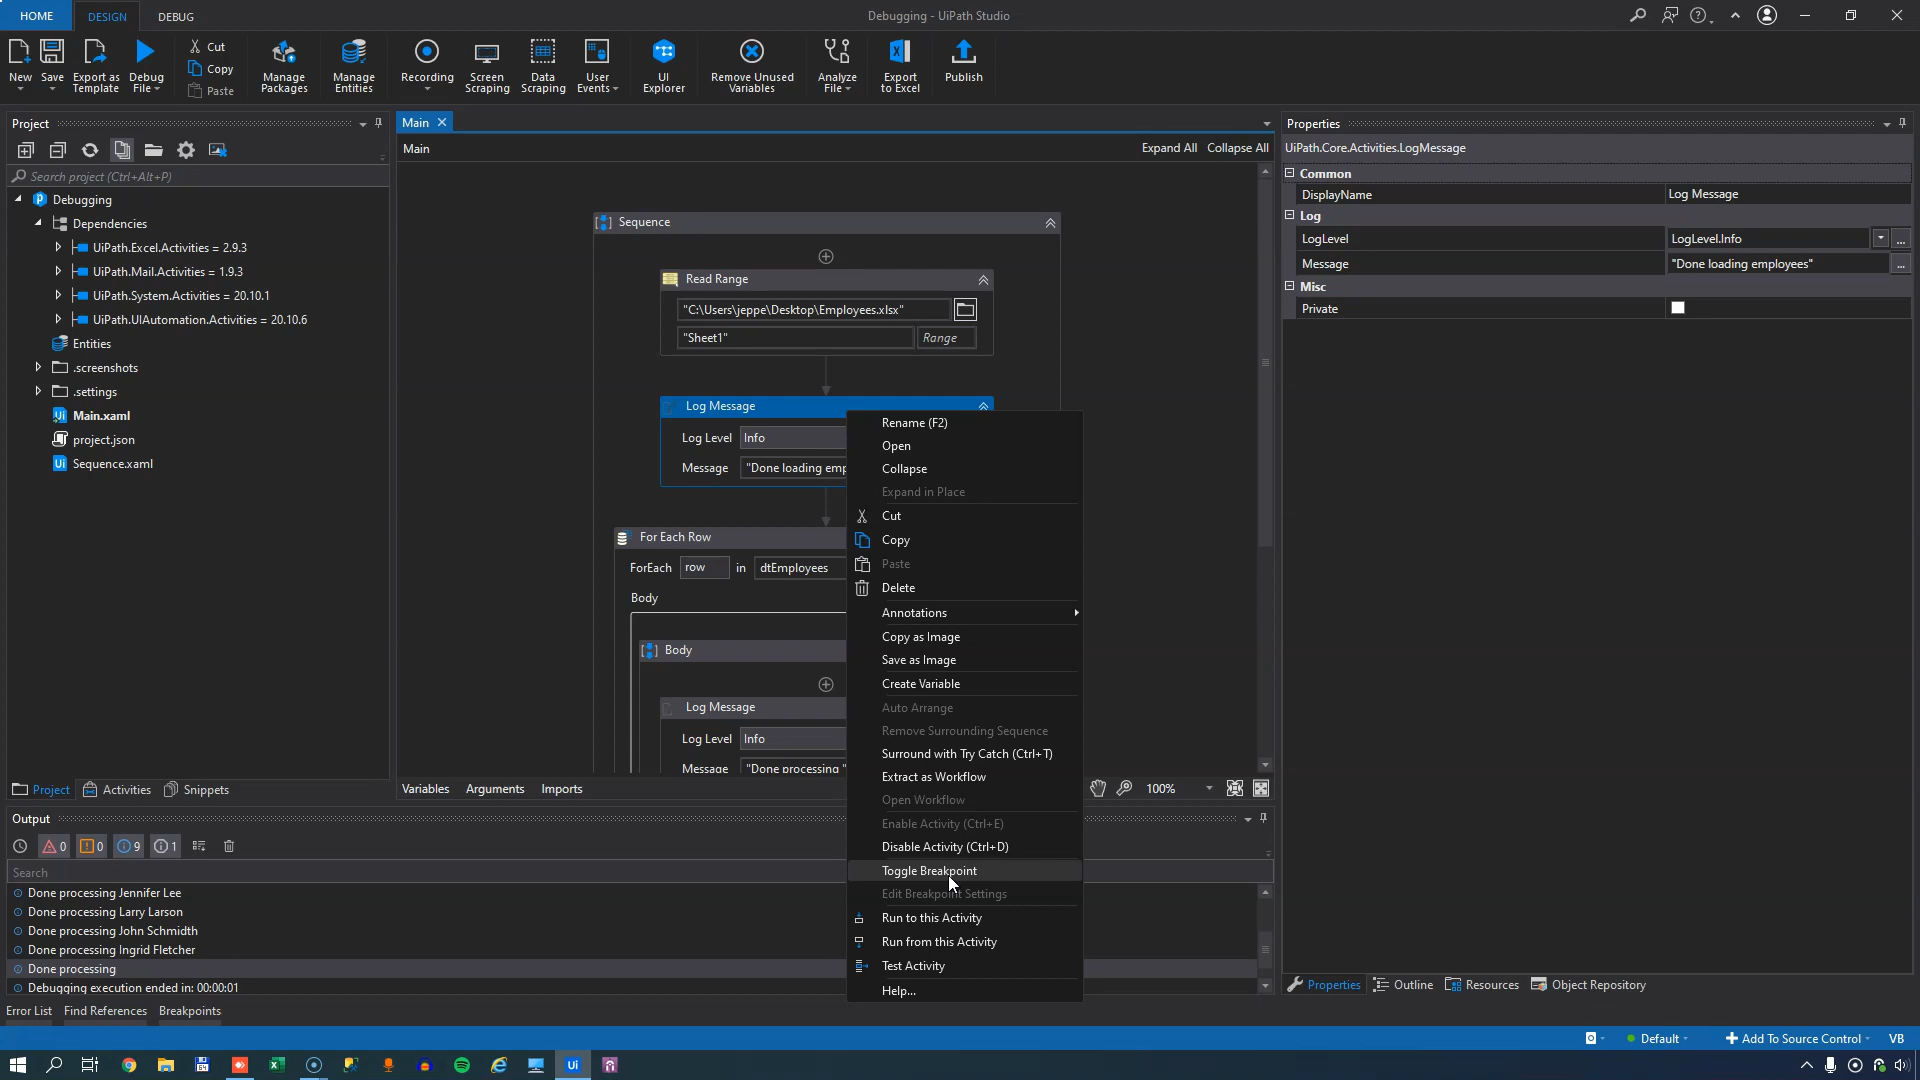 HOME
DESIGN
DEBUG
Debugging - UiPath Studio
New
Save
Export as Template
Debug File
Cut
Copy
Paste
Manage Packages
Manage Entities
Recording
Screen Scraping
Data Scraping
User Events
UI Explorer
Remove Unused Variables
Analyze File
Export to Excel
Publish
Project
Search project (Ctrl+Alt+P)
Debugging
Dependencies
UiPath.Excel.Activities = 2.9.3
UiPath.Mail.Activities = 1.9.3
UiPath.System.Activities = 20.10.1
UiPath.UIAutomation.Activities = 20.10.6
Entities
.screenshots
.settings
Main.xaml
project.json
Sequence.xaml
Project
Activities
Snippets
Main
Main
Expand All
Collapse All
Sequence
Read Range
"C:\Users\jeppe\Desktop\Employees.xlsx"
"Sheet1"
Range
Log Message
Log Level
Info
Message
"Done loading emp
For Each Row
ForEach
row
in
dtEmployees
Body
Body
Log Message
Log Level
Info
Message
"Done processing "
Variables
Arguments
Imports
100%
Rename (F2)
Open
Collapse
Expand in Place
Cut
Copy
Paste
Delete
Annotations
Copy as Image
Save as Image
Create Variable
Auto Arrange
Remove Surrounding Sequence
Surround with Try Catch (Ctrl+T)
Extract as Workflow
Open Workflow
Enable Activity (Ctrl+E)
Disable Activity (Ctrl+D)
Toggle Breakpoint
Edit Breakpoint Settings
Run to this Activity
Run from this Activity
Test Activity
Help...
Properties
UiPath.Core.Activities.LogMessage
Common
DisplayName
Log Message
Log
LogLevel
LogLevel.Info
...
Message
"Done loading employees"
...
Misc
Private
Properties
Outline
Resources
Object Repository
Output
0
0
9
1
Search
Done processing Jennifer Lee
Done processing Larry Larson
Done processing John Schmidth
Done processing Ingrid Fletcher
Done processing
Debugging execution ended in: 00:00:01
Error List
Find References
Breakpoints
Default
Add To Source Control
VB
64
Ui